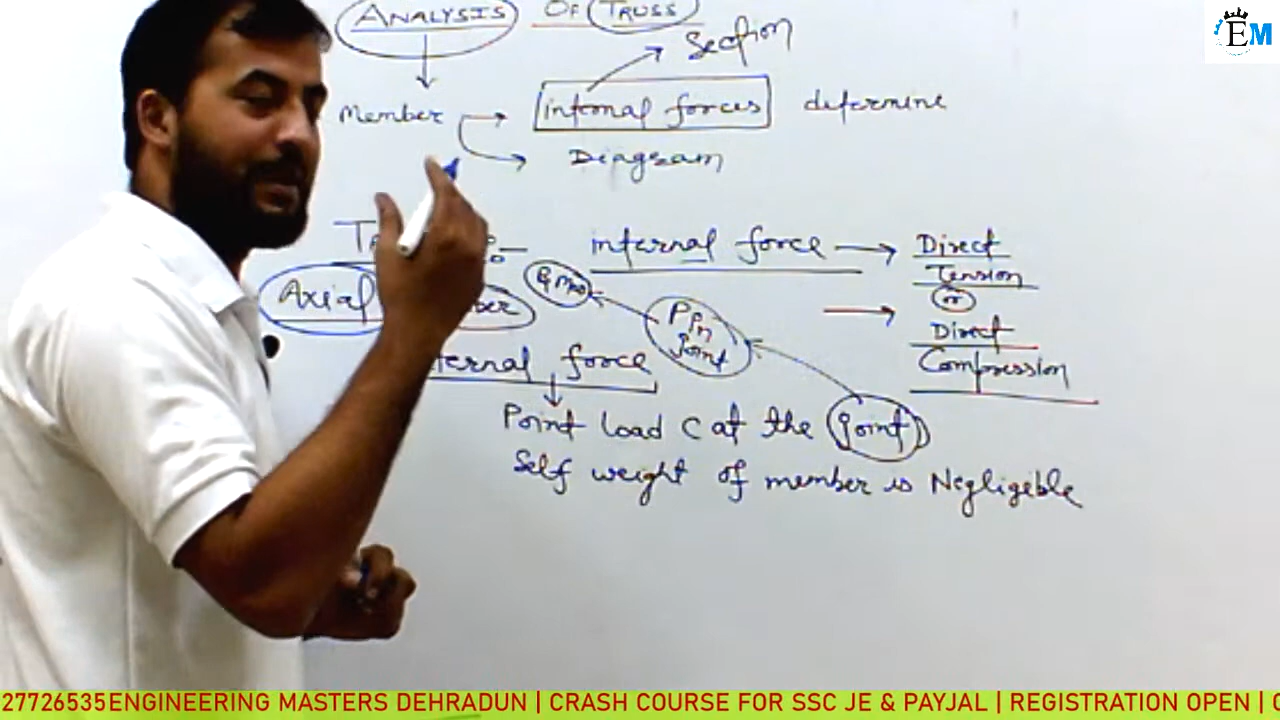 ANALYSIS OF TRUSS
Section
Member internal forces determine
Diagram
internal force Direct
Tension
or
Axial Direct
Pin
Joint
force Compression
Point load C at the Joint)
Self weight of member is Negligible
EM
27726535 ENGINEERING MASTERS DEHRADUN | CRASH COURSE FOR SSC JE & PAYJAL | REGISTRATION OPEN |